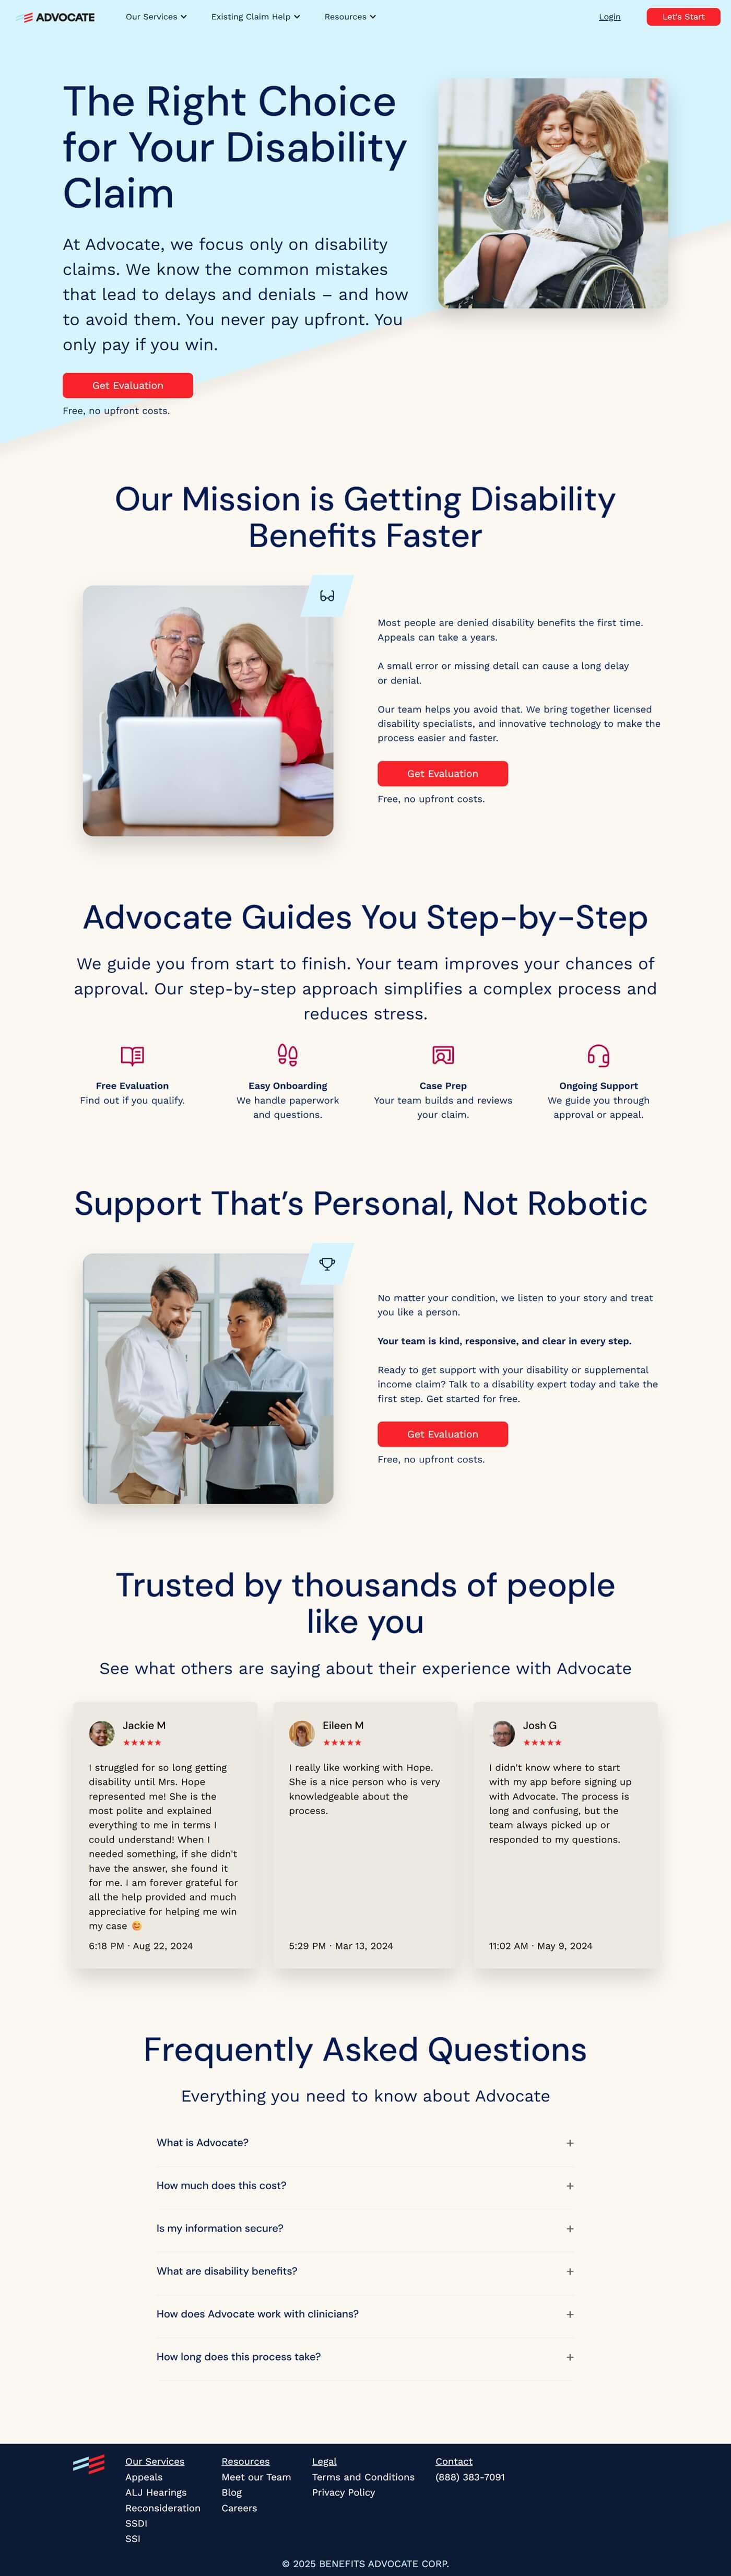 ADVOCATE
Our Services
Existing Claim Help
Resources
Login
Let's Start
The Right Choice
for Your Disability
Claim
At Advocate, we focus only on disability
claims. We know the common mistakes
that lead to delays and denials – and how
to avoid them. You never pay upfront. You
only pay if you win.
Get Evaluation
Free, no upfront costs.
Our Mission is Getting Disability
Benefits Faster
Most people are denied disability benefits the first time.
Appeals can take a years.
A small error or missing detail can cause a long delay
or denial.
Our team helps you avoid that. We bring together licensed
disability specialists, and innovative technology to make the
process easier and faster.
Get Evaluation
Free, no upfront costs.
Advocate Guides You Step-by-Step
We guide you from start to finish. Your team improves your chances of
approval. Our step-by-step approach simplifies a complex process and
reduces stress.
Free Evaluation
Find out if you qualify.
Easy Onboarding
We handle paperwork
and questions.
Case Prep
Your team builds and reviews
your claim.
Ongoing Support
We guide you through
approval or appeal.
Support That’s Personal, Not Robotic
No matter your condition, we listen to your story and treat
you like a person.
Your team is kind, responsive, and clear in every step.
Ready to get support with your disability or supplemental
income claim? Talk to a disability expert today and take the
first step. Get started for free.
Get Evaluation
Free, no upfront costs.
Trusted by thousands of people
like you
See what others are saying about their experience with Advocate
Jackie M
★★★★★
I struggled for so long getting
disability until Mrs. Hope
represented me! She is the
most polite and explained
everything to me in terms I
could understand! When I
needed something, if she didn't
have the answer, she found it
for me. I am forever grateful for
all the help provided and much
appreciative for helping me win
my case 😊
6:18 PM · Aug 22, 2024
Eileen M
★★★★★
I really like working with Hope.
She is a nice person who is very
knowledgeable about the
process.
5:29 PM · Mar 13, 2024
Josh G
★★★★★
I didn't know where to start
with my app before signing up
with Advocate. The process is
long and confusing, but the
team always picked up or
responded to my questions.
11:02 AM · May 9, 2024
Frequently Asked Questions
Everything you need to know about Advocate
What is Advocate? +
How much does this cost? +
Is my information secure? +
What are disability benefits? +
How does Advocate work with clinicians? +
How long does this process take? +
Our Services
Appeals
ALJ Hearings
Reconsideration
SSDI
SSI
Resources
Meet our Team
Blog
Careers
Legal
Terms and Conditions
Privacy Policy
Contact
(888) 383-7091
© 2025 BENEFITS ADVOCATE CORP.